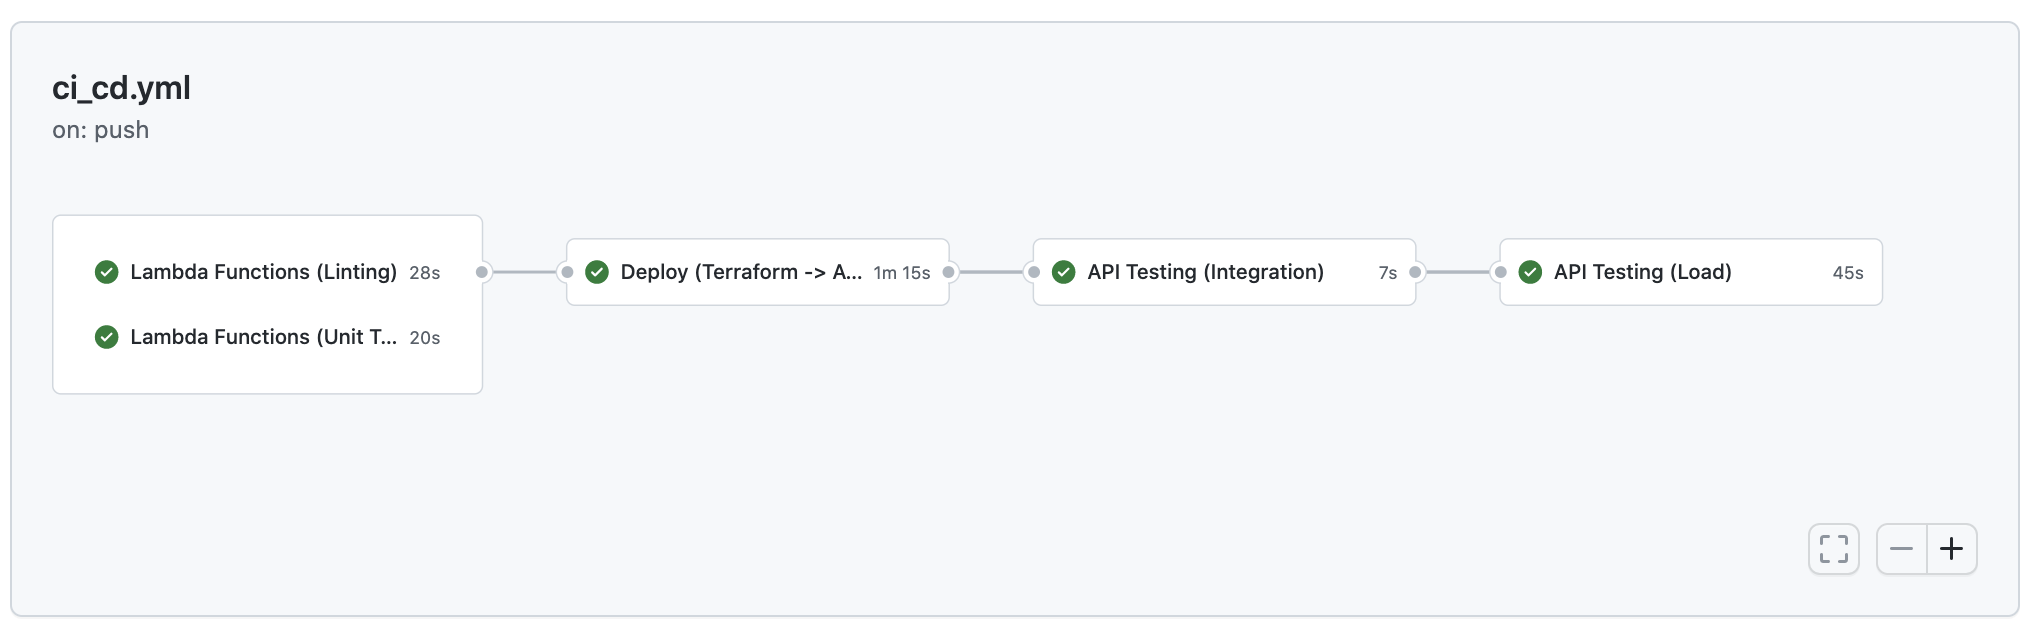 ci_cd.yml
on: push
Lambda Functions (Linting) 28s
Lambda Functions (Unit T... 20s
Deploy (Terraform -> A... 1m 15s
API Testing (Integration) 7s
API Testing (Load) 45s